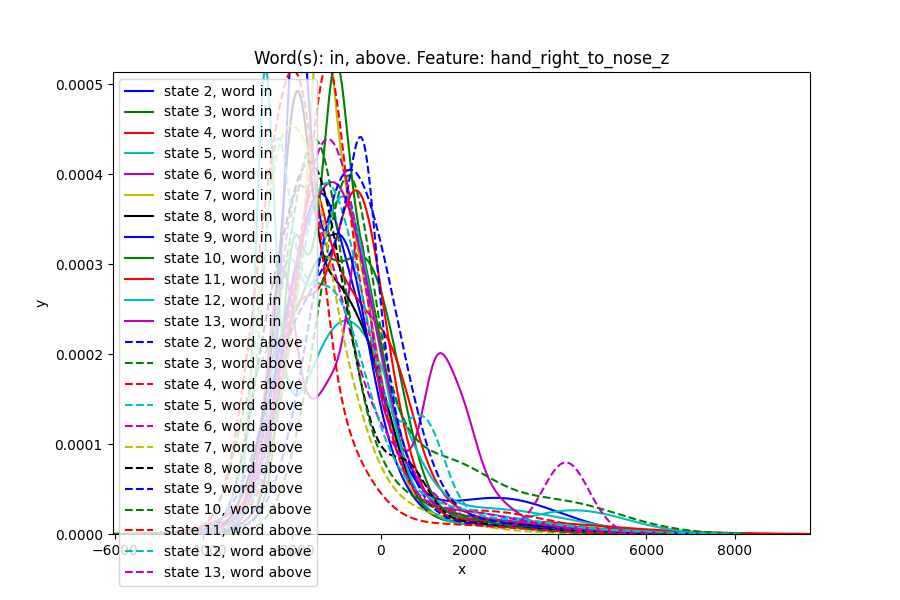 Word(s): in, above. Feature: hand_right_to_nose_z
y
0.0005
0.0004
0.0003
0.0002
0.0001
0.0000
state 2, word in
state 3, word in
state 4, word in
state 5, word in
state 6, word in
state 7, word in
state 8, word in
state 9, word in
state 10, word in
state 11, word in
state 12, word in
state 13, word in
state 2, word above
state 3, word above
state 4, word above
state 5, word above
state 6, word above
state 7, word above
state 8, word above
state 9, word above
state 10, word above
state 11, word above
state 12, word above
state 13, word above
−6000 −4000 −2000 0 2000 4000 6000 8000
x